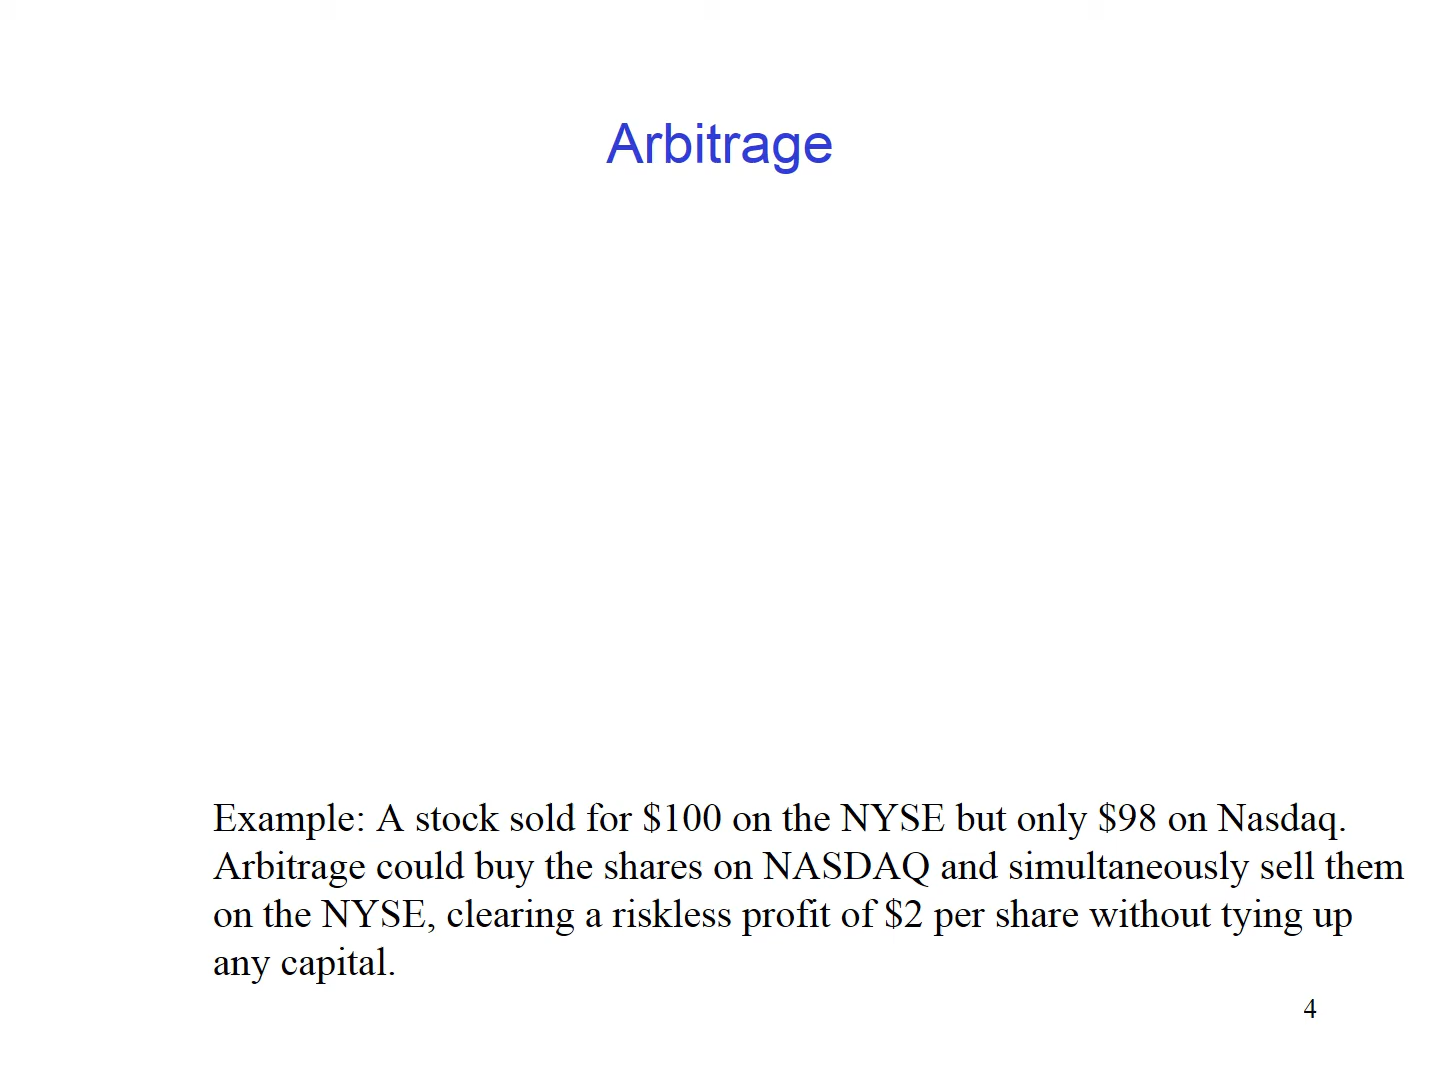 Arbitrage
Example: A stock sold for $100 on the NYSE but only $98 on Nasdaq.
Arbitrage could buy the shares on NASDAQ and simultaneously sell them
on the NYSE, clearing a riskless profit of $2 per share without tying up
any capital.
4